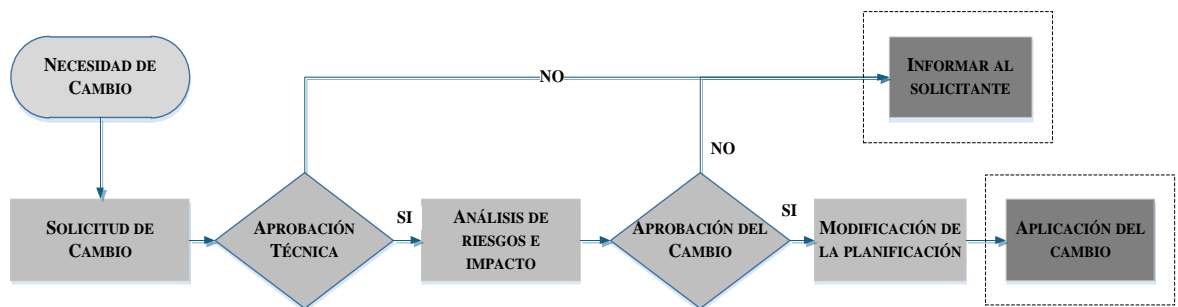 NECESIDAD DE
CAMBIO
NO
INFORMAR AL
SOLICITANTE
NO
SOLICITUD DE
CAMBIO
APROBACIÓN
TÉCNICA
SI
ANÁLISIS DE
RIESGOS E
IMPACTO
APROBACIÓN DEL
CAMBIO
SI
MODIFICACIÓN DE
LA PLANIFICACIÓN
APLICACIÓN DEL
CAMBIO